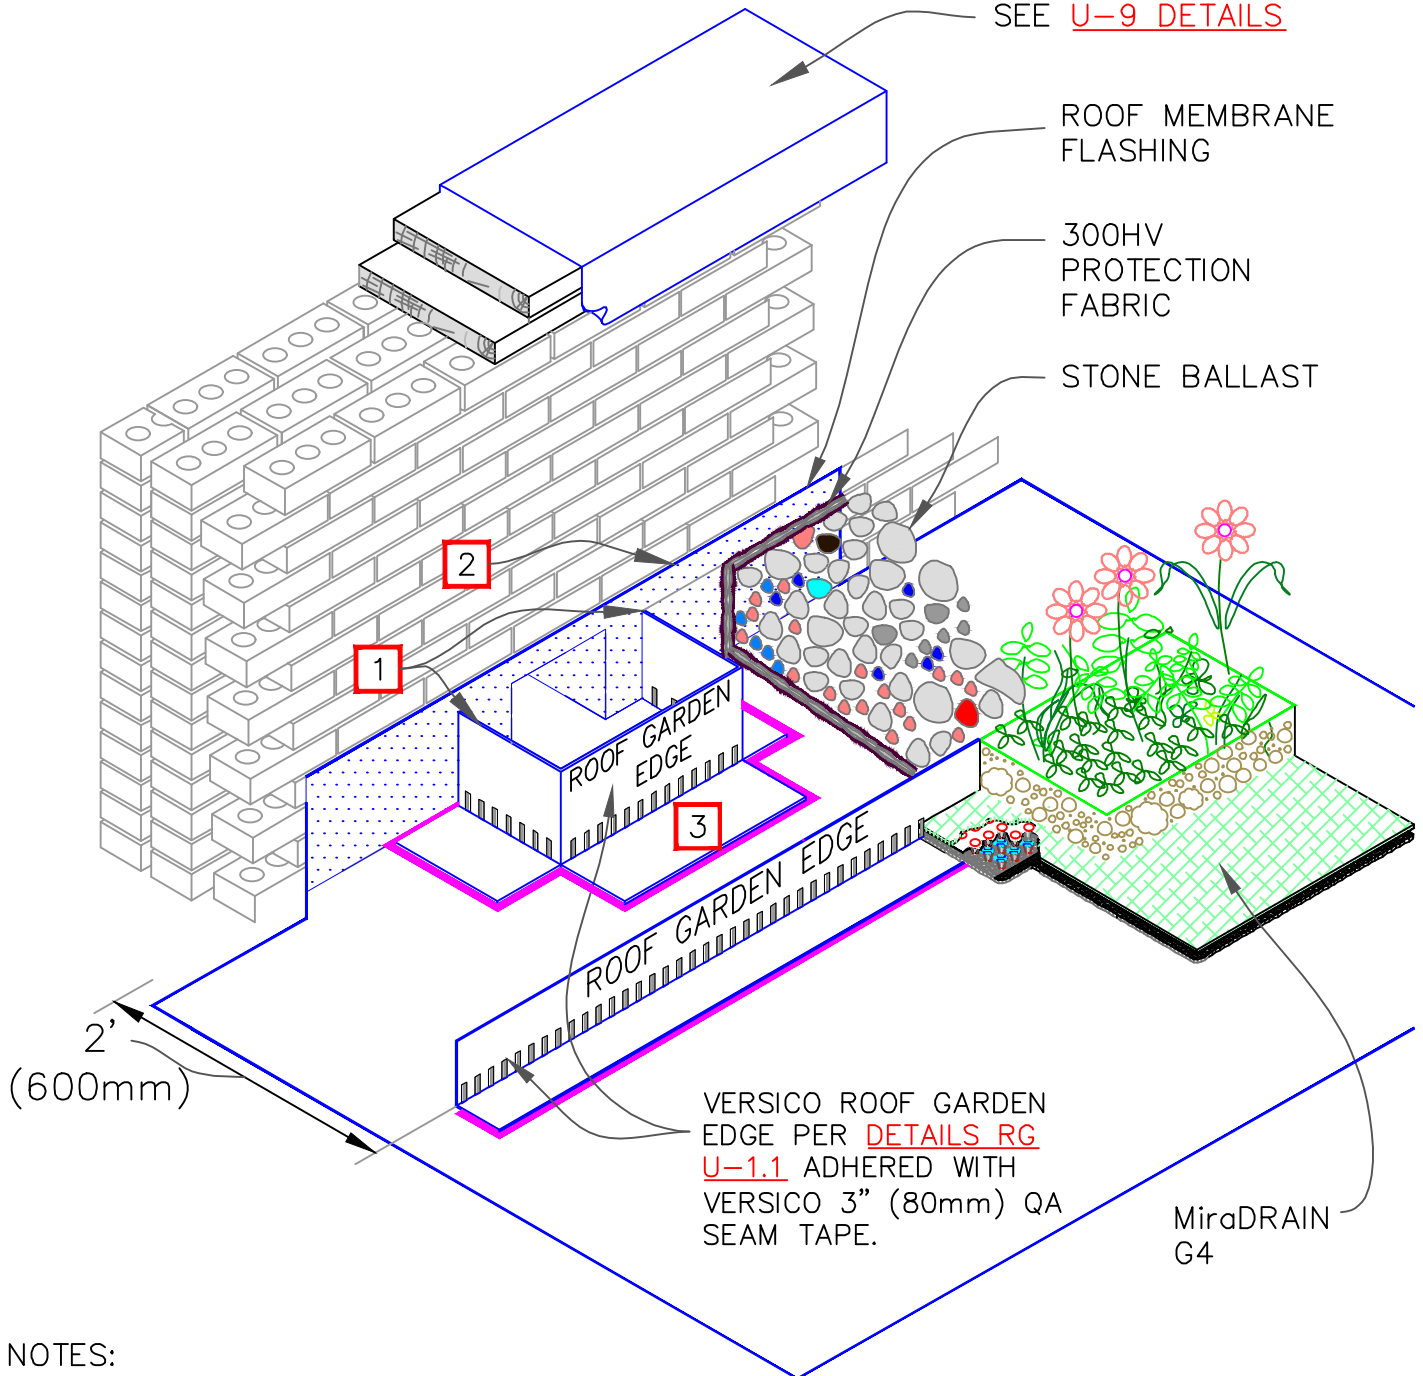 SEE U-9 DETAILS
ROOF MEMBRANE
FLASHING
300HV
PROTECTION
FABRIC
STONE BALLAST
2
1
ROOF GARDEN
EDGE
3
ROOF GARDEN EDGE
2'
(600mm)
VERSICO ROOF GARDEN
EDGE PER DETAILS RG
U-1.1 ADHERED WITH
VERSICO 3" (80mm) QA
SEAM TAPE.
MiraDRAIN
G4
NOTES: